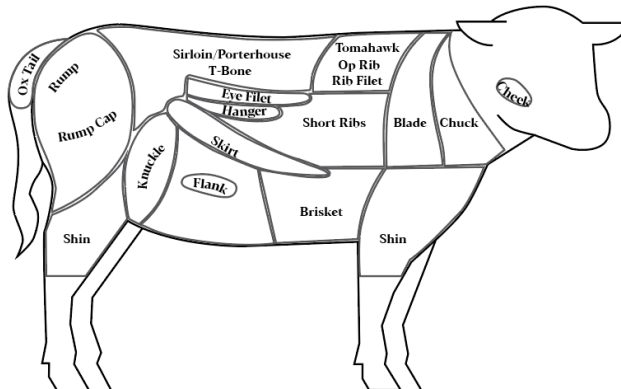 Ox Tail
Rump
Rump Cap
Sirloin/Porterhouse
T-Bone
Tomahawk
Op Rib
Rib Filet
Eye Filet
Hanger
Skirt
Short Ribs
Blade
Chuck
Cheek
Knuckle
Flank
Brisket
Shin
Shin